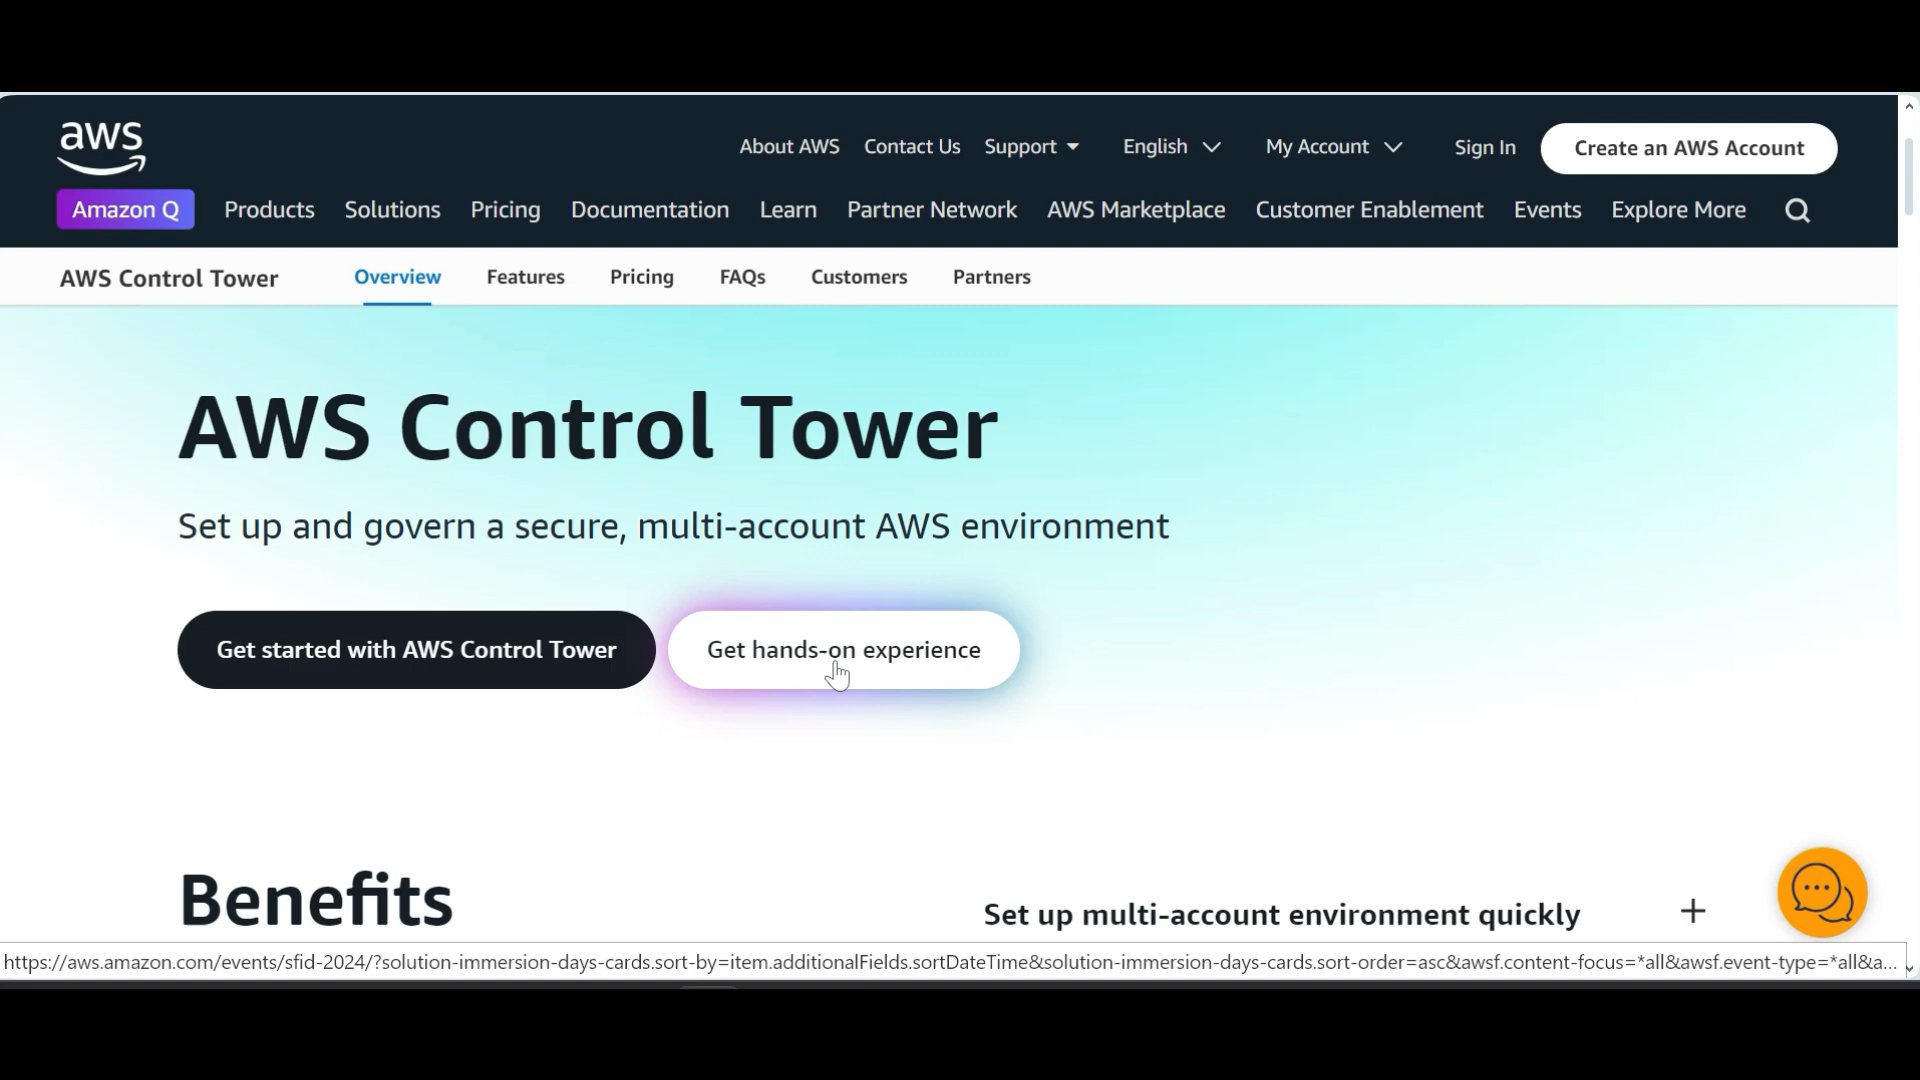 aws
About AWS Contact Us Support English My Account Sign In Create an AWS Account
Amazon Q Products Solutions Pricing Documentation Learn Partner Network AWS Marketplace Customer Enablement Events Explore More
AWS Control Tower Overview Features Pricing FAQs Customers Partners
AWS Control Tower
Set up and govern a secure, multi-account AWS environment
Get started with AWS Control Tower Get hands-on experience
Benefits Set up multi-account environment quickly +
https://aws.amazon.com/events/sfid-2024/?solution-immersion-days-cards.sort-by=item.additionalFields.sortDateTime&solution-immersion-days-cards.sort-order=asc&awsf.content-focus=*all&awsf.event-type=*all&a...